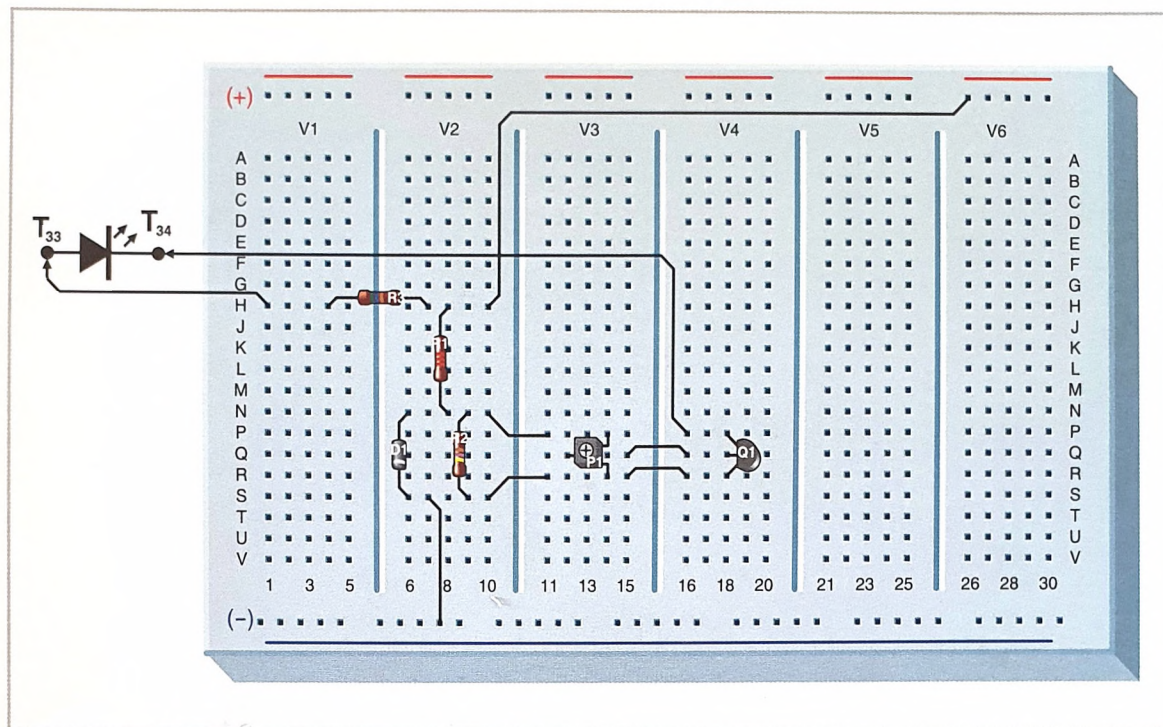 (+)
V1 V2 V3 V4 V5 V6
A A
B B
C C
D D
T33 T34
E E
F F
G G
H R3 H
J J
K R1 K
L L
M M
N N
P P
Q D1 R2 P1 Q1 Q
R R
S S
T T
U U
V V
1 3 5 6 8 10 11 13 15 16 18 20 21 23 25 26 28 30
(−)